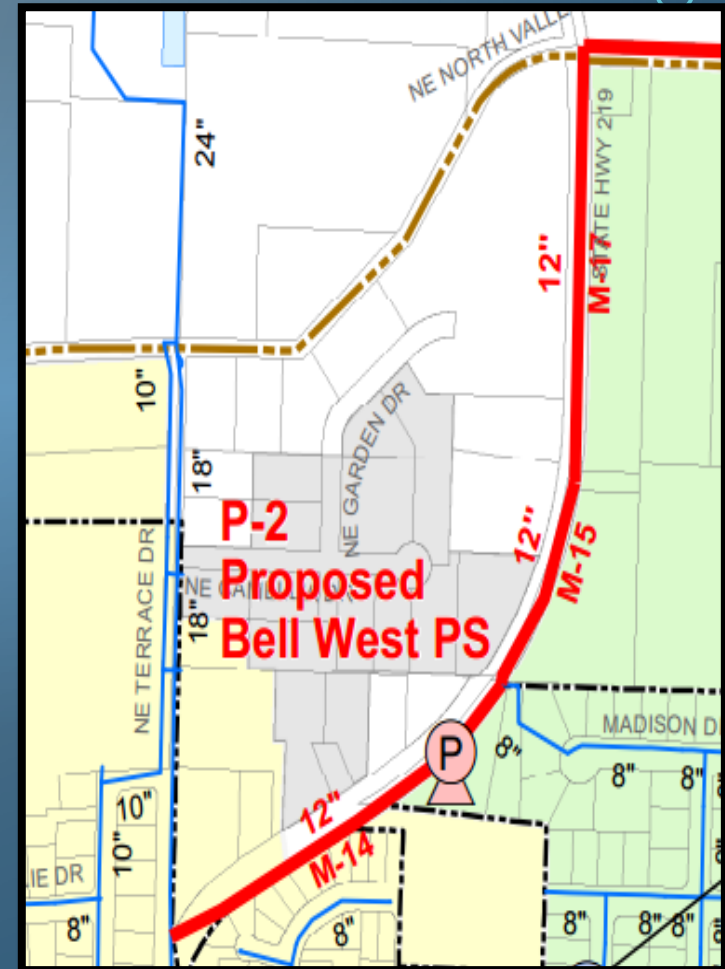 NE NORTH VALLE
24"
STATE HWY 219
12"
M-17
10"
18"
NE GARDEN DR
P-2
Proposed
Bell West PS
12"
M-15
NE TERRACE DR
18"
P
8"
MADISON D
8"
8"
12"
M-14
10"
10"
IE DR
8"
8"
8"
8"
8"
8"